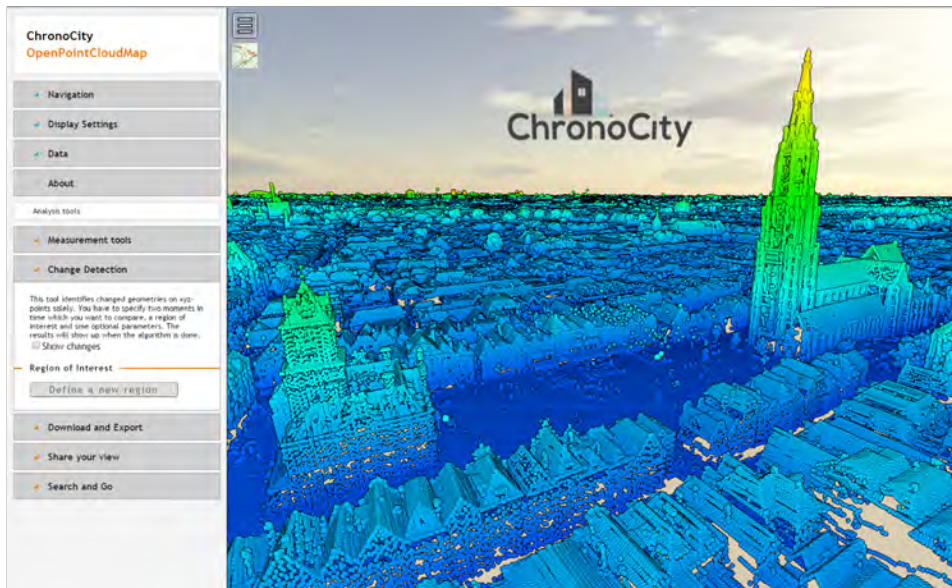 ChronoCity
OpenPointCloudMap
Navigation
Display Settings
Data
About
Analysis tools
Measurement tools
Change Detection
This tool identifies changed geometries on xyz-
points solely. You have to specify two moments in
time which you want to compare, a region of
interest and sme optional parameters. The
results will show up when the algorithm is done.
Show changes
Region of Interest
Define a new region
Download and Export
Share your view
Search and Go
ChronoCity